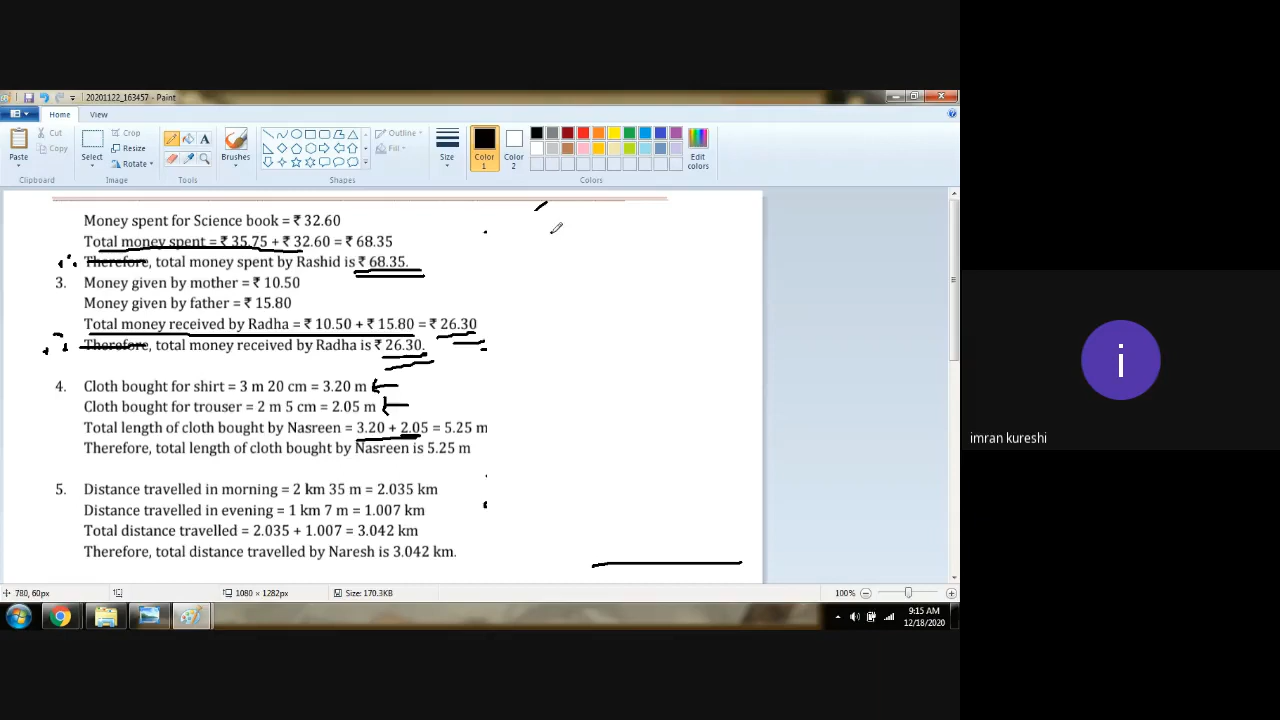 20201122_163457 - Paint
Home
View
Paste
Cut
Copy
Clipboard
Select
Crop
Resize
Rotate
Image
Tools
Brushes
Outline
Fill
Shapes
Size
Color 1
Color 2
Edit colors
Colors
Money spent for Science book = ₹ 32.60
Total money spent = ₹ 35.75 + ₹ 32.60 = ₹ 68.35
Therefore, total money spent by Rashid is ₹ 68.35.
3. Money given by mother = ₹ 10.50
Money given by father = ₹ 15.80
Total money received by Radha = ₹ 10.50 + ₹ 15.80 = ₹ 26.30
Therefore, total money received by Radha is ₹ 26.30.
4. Cloth bought for shirt = 3 m 20 cm = 3.20 m
Cloth bought for trouser = 2 m 5 cm = 2.05 m
Total length of cloth bought by Nasreen = 3.20 + 2.05 = 5.25 m
Therefore, total length of cloth bought by Nasreen is 5.25 m
5. Distance travelled in morning = 2 km 35 m = 2.035 km
Distance travelled in evening = 1 km 7 m = 1.007 km
Total distance travelled = 2.035 + 1.007 = 3.042 km
Therefore, total distance travelled by Naresh is 3.042 km.
780, 60px
1080 × 1282px
Size: 170.3KB
100%
9:15 AM
12/18/2020
i
imran kureshi